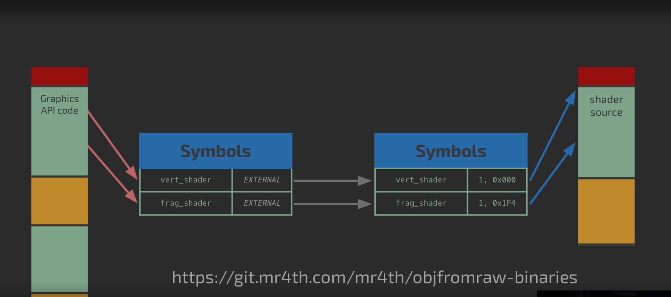 Graphics
API code
Symbols
vert_shader EXTERNAL
frag_shader EXTERNAL
Symbols
vert_shader 1, 0x000
frag_shader 1, 0x1F4
shader
source
https://git.mr4th.com/mr4th/objfromraw-binaries